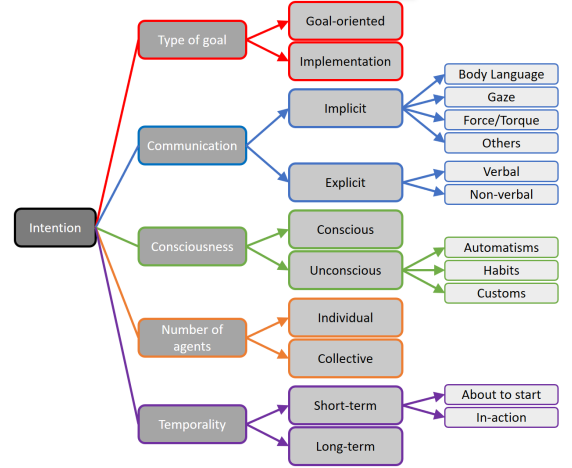 Intention
Type of goal
Goal-oriented
Implementation
Communication
Implicit
Body Language
Gaze
Force/Torque
Others
Explicit
Verbal
Non-verbal
Consciousness
Conscious
Unconscious
Automatisms
Habits
Customs
Number of
agents
Individual
Collective
Temporality
Short-term
About to start
In-action
Long-term